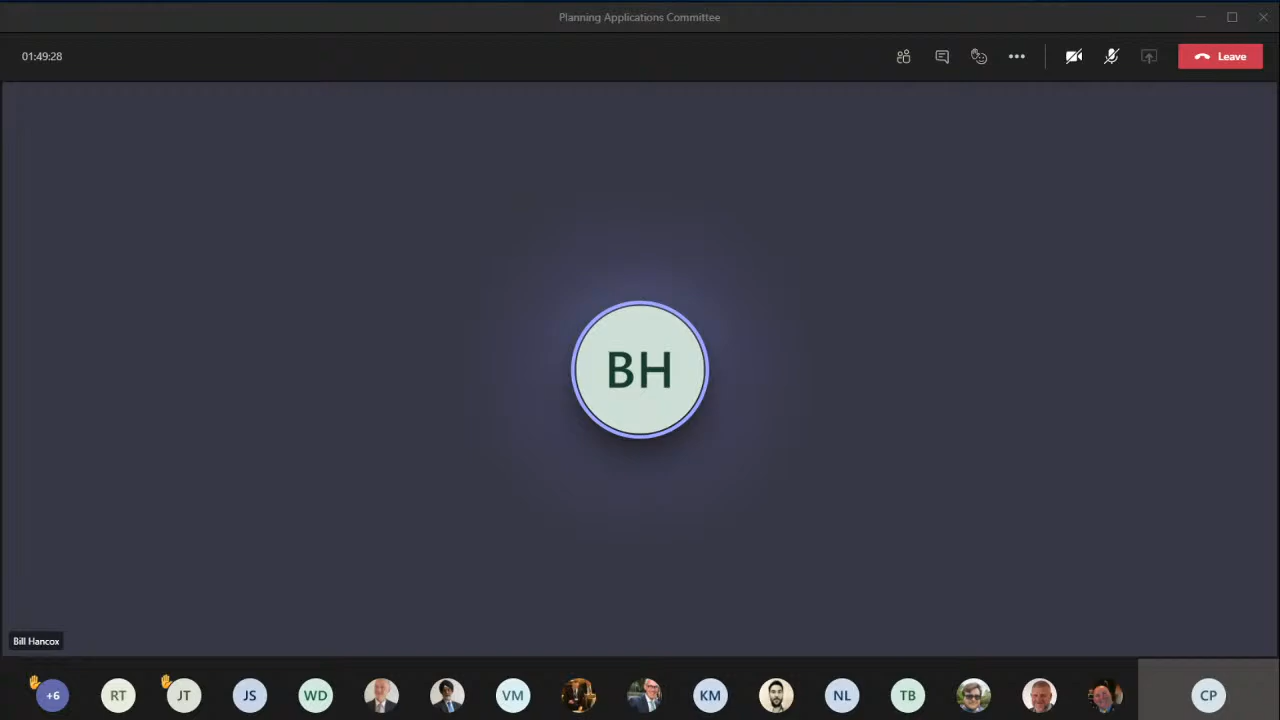 Planning Applications Committee
01:49:28
Leave
BH
Bill Hancox
+6
RT
JT
JS
WD
VM
KM
NL
TB
CP